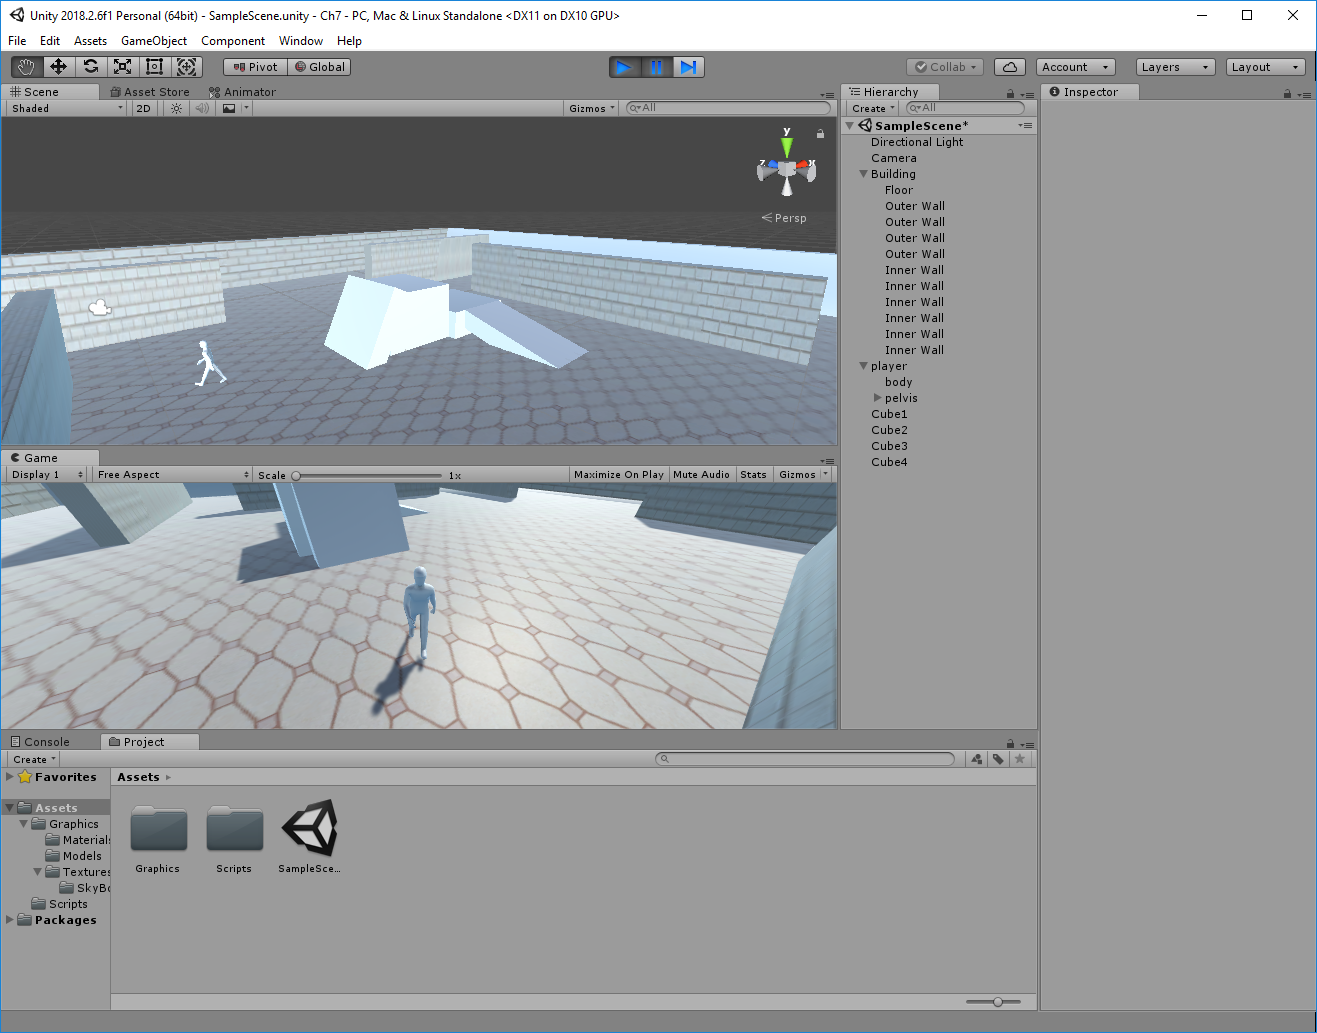 Unity 2018.2.6f1 Personal (64bit) - SampleScene.unity - Ch7 - PC, Mac & Linux Standalone <DX11 on DX10 GPU>
File Edit Assets GameObject Component Window Help
Pivot Global Collab Account Layers Layout
Scene Asset Store Animator
Shaded 2D Gizmos All
y
z x
Persp
Game
Display 1 Free Aspect Scale 1x Maximize On Play Mute Audio Stats Gizmos
Hierarchy
Create All
SampleScene*
Directional Light
Camera
Building
Floor
Outer Wall
Outer Wall
Outer Wall
Outer Wall
Inner Wall
Inner Wall
Inner Wall
Inner Wall
Inner Wall
Inner Wall
player
body
pelvis
Cube1
Cube2
Cube3
Cube4
Inspector
Console Project
Create
Favorites
Assets
Graphics
Materials
Models
Textures
SkyBo
Scripts
Packages
Assets
Graphics Scripts SampleSce...